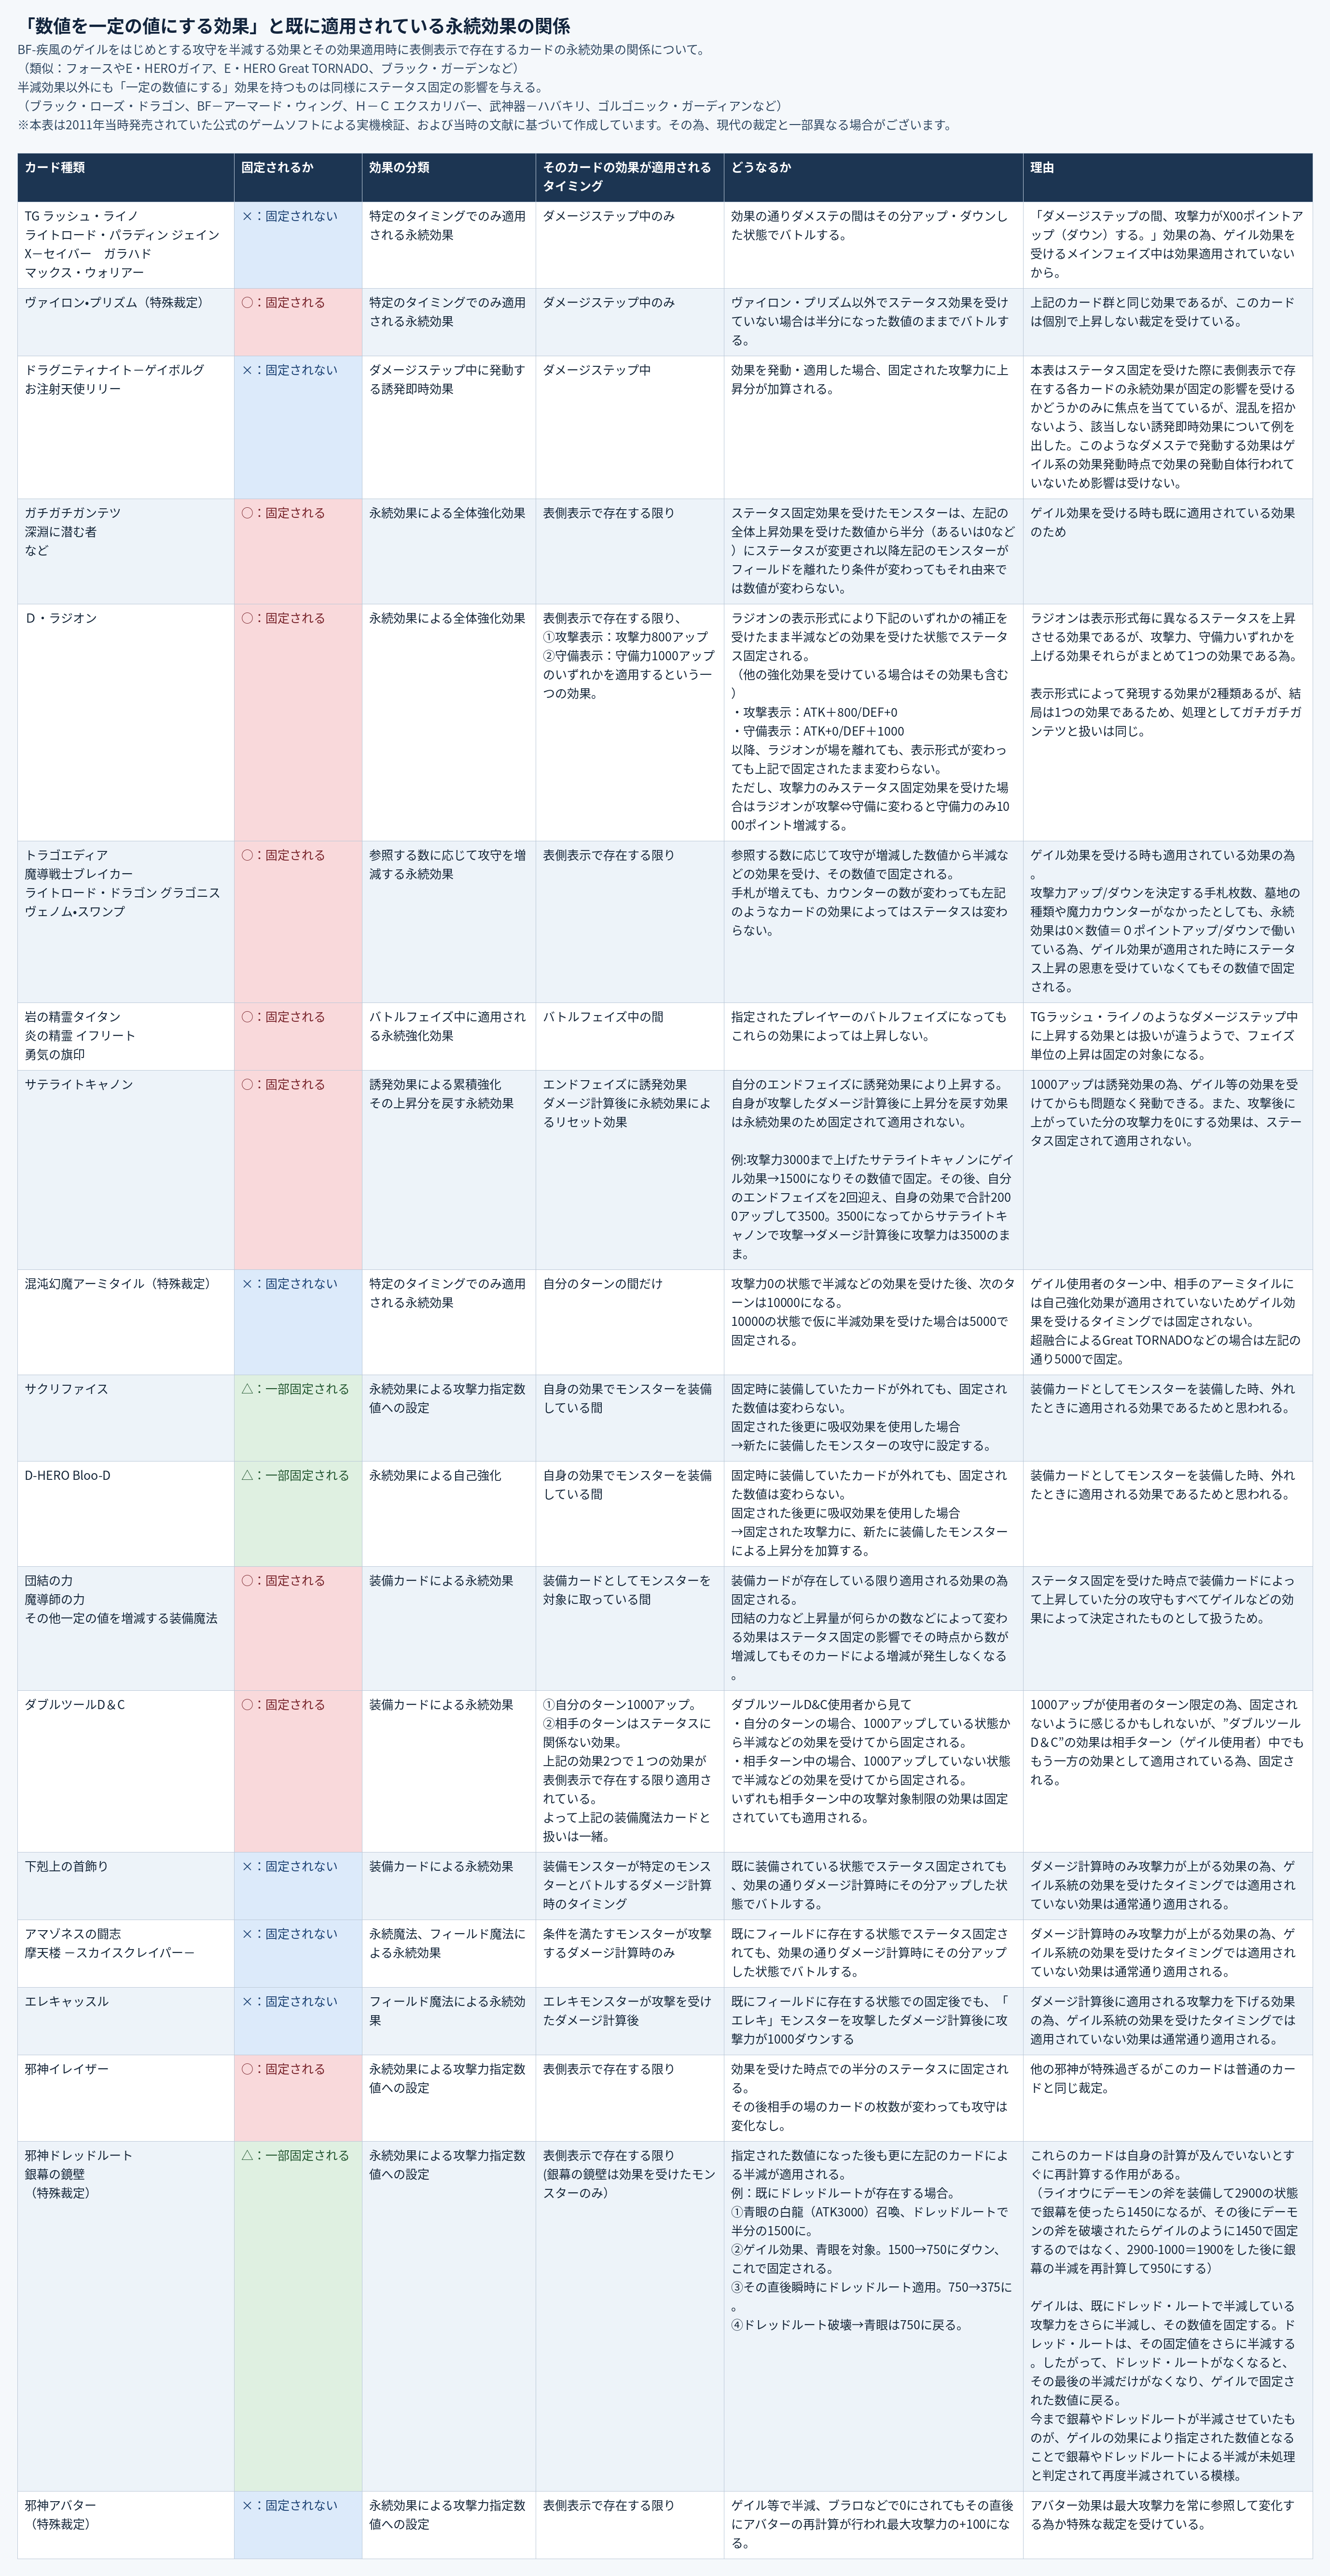 「数値を一定の値にする効果」と既に適用されている永続効果の関係
BF-疾風のゲイルをはじめとする攻守を半減する効果とその効果適用時に表側表示で存在するカードの永続効果の関係について。
（類似：フォースやE・HEROガイア、E・HERO Great TORNADO、ブラック・ガーデンなど）
半減効果以外にも「一定の数値にする」効果を持つものは同様にステータス固定の影響を与える。
（ブラック・ローズ・ドラゴン、BF－アーマード・ウィング、Ｈ－Ｃ エクスカリバー、武神器－ハバキリ、ゴルゴニック・ガーディアンなど）
※本表は2011年当時発売されていた公式のゲームソフトによる実機検証、および当時の文献に基づいて作成しています。その為、現代の裁定と一部異なる場合がございます。
カード種類
固定されるか
効果の分類
そのカードの効果が適用される
タイミング
どうなるか
理由
TG ラッシュ・ライノ
ライトロード・パラディン ジェイン
X－セイバー　ガラハド
マックス・ウォリアー
×：固定されない
特定のタイミングでのみ適用
される永続効果
ダメージステップ中のみ
効果の通りダメステの間はその分アップ・ダウンし
た状態でバトルする。
「ダメージステップの間、攻撃力がX00ポイントア
ップ（ダウン）する。」効果の為、ゲイル効果を
受けるメインフェイズ中は効果適用されていない
から。
ヴァイロン・プリズム（特殊裁定）
○：固定される
特定のタイミングでのみ適用
される永続効果
ダメージステップ中のみ
ヴァイロン・プリズム以外でステータス効果を受け
ていない場合は半分になった数値のままでバトルす
る。
上記のカード群と同じ効果であるが、このカード
は個別で上昇しない裁定を受けている。
ドラグニティナイト－ゲイボルグ
お注射天使リリー
×：固定されない
ダメージステップ中に発動す
る誘発即時効果
ダメージステップ中
効果を発動・適用した場合、固定された攻撃力に上
昇分が加算される。
本表はステータス固定を受けた際に表側表示で存
在する各カードの永続効果が固定の影響を受ける
かどうかのみに焦点を当てているが、混乱を招か
ないよう、該当しない誘発即時効果について例を
出した。このようなダメステで発動する効果はゲ
イル系の効果発動時点で効果の発動自体行われて
いないため影響は受けない。
ガチガチガンテツ
深淵に潜む者
など
○：固定される
永続効果による全体強化効果
表側表示で存在する限り
ステータス固定効果を受けたモンスターは、左記の
全体上昇効果を受けた数値から半分（あるいは0など
）にステータスが変更され以降左記のモンスターが
フィールドを離れたり条件が変わってもそれ由来で
は数値が変わらない。
ゲイル効果を受ける時も既に適用されている効果
のため
Ｄ・ラジオン
○：固定される
永続効果による全体強化効果
表側表示で存在する限り、
①攻撃表示：攻撃力800アップ
②守備表示：守備力1000アップ
のいずれかを適用するという一
つの効果。
ラジオンの表示形式により下記のいずれかの補正を
受けたまま半減などの効果を受けた状態でステータ
ス固定される。
（他の強化効果を受けている場合はその効果も含む
）
・攻撃表示：ATK＋800/DEF+0
・守備表示：ATK+0/DEF＋1000
以降、ラジオンが場を離れても、表示形式が変わっ
ても上記で固定されたまま変わらない。
ただし、攻撃力のみステータス固定効果を受けた場
合はラジオンが攻撃⇔守備に変わると守備力のみ10
00ポイント増減する。
ラジオンは表示形式毎に異なるステータスを上昇
させる効果であるが、攻撃力、守備力いずれかを
上げる効果それらがまとめて1つの効果である為。
表示形式によって発現する効果が2種類あるが、結
局は1つの効果であるため、処理としてガチガチガ
ンテツと扱いは同じ。
トラゴエディア
魔導戦士ブレイカー
ライトロード・ドラゴン グラゴニス
ヴェノム・スワンプ
○：固定される
参照する数に応じて攻守を増
減する永続効果
表側表示で存在する限り
参照する数に応じて攻守が増減した数値から半減な
どの効果を受け、その数値で固定される。
手札が増えても、カウンターの数が変わっても左記
のようなカードの効果によってはステータスは変わ
らない。
ゲイル効果を受ける時も適用されている効果の為
。
攻撃力アップ/ダウンを決定する手札枚数、墓地の
種類や魔力カウンターがなかったとしても、永続
効果は0×数値＝０ポイントアップ/ダウンで働い
ている為、ゲイル効果が適用された時にステータ
ス上昇の恩恵を受けていなくてもその数値で固定
される。
岩の精霊タイタン
炎の精霊 イフリート
勇気の旗印
○：固定される
バトルフェイズ中に適用され
る永続強化効果
バトルフェイズ中の間
指定されたプレイヤーのバトルフェイズになっても
これらの効果によっては上昇しない。
TGラッシュ・ライノのようなダメージステップ中
に上昇する効果とは扱いが違うようで、フェイズ
単位の上昇は固定の対象になる。
サテライトキャノン
○：固定される
誘発効果による累積強化
その上昇分を戻す永続効果
エンドフェイズに誘発効果
ダメージ計算後に永続効果によ
るリセット効果
自分のエンドフェイズに誘発効果により上昇する。
自身が攻撃したダメージ計算後に上昇分を戻す効果
は永続効果のため固定されて適用されない。
例:攻撃力3000まで上げたサテライトキャノンにゲイ
ル効果→1500になりその数値で固定。その後、自分
のエンドフェイズを2回迎え、自身の効果で合計200
0アップして3500。3500になってからサテライトキ
ャノンで攻撃→ダメージ計算後に攻撃力は3500のま
ま。
1000アップは誘発効果の為、ゲイル等の効果を受
けてからも問題なく発動できる。また、攻撃後に
上がっていた分の攻撃力を0にする効果は、ステー
タス固定されて適用されない。
混沌幻魔アーミタイル（特殊裁定）
×：固定されない
特定のタイミングでのみ適用
される永続効果
自分のターンの間だけ
攻撃力0の状態で半減などの効果を受けた後、次のタ
ーンは10000になる。
10000の状態で仮に半減効果を受けた場合は5000で
固定される。
ゲイル使用者のターン中、相手のアーミタイルに
は自己強化効果が適用されていないためゲイル効
果を受けるタイミングでは固定されない。
超融合によるGreat TORNADOなどの場合は左記の
通り5000で固定。
サクリファイス
△：一部固定される
永続効果による攻撃力指定数
値への設定
自身の効果でモンスターを装備
している間
固定時に装備していたカードが外れても、固定され
た数値は変わらない。
固定された後更に吸収効果を使用した場合
→新たに装備したモンスターの攻守に設定する。
装備カードとしてモンスターを装備した時、外れ
たときに適用される効果であるためと思われる。
D-HERO Bloo-D
△：一部固定される
永続効果による自己強化
自身の効果でモンスターを装備
している間
固定時に装備していたカードが外れても、固定され
た数値は変わらない。
固定された後更に吸収効果を使用した場合
→固定された攻撃力に、新たに装備したモンスター
による上昇分を加算する。
装備カードとしてモンスターを装備した時、外れ
たときに適用される効果であるためと思われる。
団結の力
魔導師の力
その他一定の値を増減する装備魔法
○：固定される
装備カードによる永続効果
装備カードとしてモンスターを
対象に取っている間
装備カードが存在している限り適用される効果の為
固定される。
団結の力など上昇量が何らかの数などによって変わ
る効果はステータス固定の影響でその時点から数が
増減してもそのカードによる増減が発生しなくなる
。
ステータス固定を受けた時点で装備カードによっ
て上昇していた分の攻守もすべてゲイルなどの効
果によって決定されたものとして扱うため。
ダブルツールD＆C
○：固定される
装備カードによる永続効果
①自分のターン1000アップ。
②相手のターンはステータスに
関係ない効果。
上記の効果2つで１つの効果が
表側表示で存在する限り適用さ
れている。
よって上記の装備魔法カードと
扱いは一緒。
ダブルツールD&C使用者から見て
・自分のターンの場合、1000アップしている状態か
ら半減などの効果を受けてから固定される。
・相手ターン中の場合、1000アップしていない状態
で半減などの効果を受けてから固定される。
いずれも相手ターン中の攻撃対象制限の効果は固定
されていても適用される。
1000アップが使用者のターン限定の為、固定され
ないように感じるかもしれないが、”ダブルツール
D＆C”の効果は相手ターン（ゲイル使用者）中でも
もう一方の効果として適用されている為、固定さ
れる。
下剋上の首飾り
×：固定されない
装備カードによる永続効果
装備モンスターが特定のモンス
ターとバトルするダメージ計算
時のタイミング
既に装備されている状態でステータス固定されても
、効果の通りダメージ計算時にその分アップした状
態でバトルする。
ダメージ計算時のみ攻撃力が上がる効果の為、ゲ
イル系統の効果を受けたタイミングでは適用され
ていない効果は通常通り適用される。
アマゾネスの闘志
摩天楼 －スカイスクレイパー－
×：固定されない
永続魔法、フィールド魔法に
よる永続効果
条件を満たすモンスターが攻撃
するダメージ計算時のみ
既にフィールドに存在する状態でステータス固定さ
れても、効果の通りダメージ計算時にその分アップ
した状態でバトルする。
ダメージ計算時のみ攻撃力が上がる効果の為、ゲ
イル系統の効果を受けたタイミングでは適用され
ていない効果は通常通り適用される。
エレキャッスル
×：固定されない
フィールド魔法による永続効
果
エレキモンスターが攻撃を受け
たダメージ計算後
既にフィールドに存在する状態での固定後でも、「
エレキ」モンスターを攻撃したダメージ計算後に攻
撃力が1000ダウンする
ダメージ計算後に適用される攻撃力を下げる効果
の為、ゲイル系統の効果を受けたタイミングでは
適用されていない効果は通常通り適用される。
邪神イレイザー
○：固定される
永続効果による攻撃力指定数
値への設定
表側表示で存在する限り
効果を受けた時点での半分のステータスに固定され
る。
その後相手の場のカードの枚数が変わっても攻守は
変化なし。
他の邪神が特殊過ぎるがこのカードは普通のカー
ドと同じ裁定。
邪神ドレッドルート
銀幕の鏡壁
（特殊裁定）
△：一部固定される
永続効果による攻撃力指定数
値への設定
表側表示で存在する限り
(銀幕の鏡壁は効果を受けたモン
スターのみ）
指定された数値になった後も更に左記のカードによ
る半減が適用される。
例：既にドレッドルートが存在する場合。
①青眼の白龍（ATK3000）召喚、ドレッドルートで
半分の1500に。
②ゲイル効果、青眼を対象。1500→750にダウン、
これで固定される。
③その直後瞬時にドレッドルート適用。750→375に
。
④ドレッドルート破壊→青眼は750に戻る。
これらのカードは自身の計算が及んでいないとす
ぐに再計算する作用がある。
（ライオウにデーモンの斧を装備して2900の状態
で銀幕を使ったら1450になるが、その後にデーモ
ンの斧を破壊されたらゲイルのように1450で固定
するのではなく、2900-1000＝1900をした後に銀
幕の半減を再計算して950にする）
ゲイルは、既にドレッド・ルートで半減している
攻撃力をさらに半減し、その数値を固定する。ド
レッド・ルートは、その固定値をさらに半減する
。したがって、ドレッド・ルートがなくなると、
その最後の半減だけがなくなり、ゲイルで固定さ
れた数値に戻る。
今まで銀幕やドレッドルートが半減させていたも
のが、ゲイルの効果により指定された数値となる
ことで銀幕やドレッドルートによる半減が未処理
と判定されて再度半減されている模様。
邪神アバター
（特殊裁定）
×：固定されない
永続効果による攻撃力指定数
値への設定
表側表示で存在する限り
ゲイル等で半減、ブラロなどで0にされてもその直後
にアバターの再計算が行われ最大攻撃力の+100にな
る。
アバター効果は最大攻撃力を常に参照して変化す
る為か特殊な裁定を受けている。